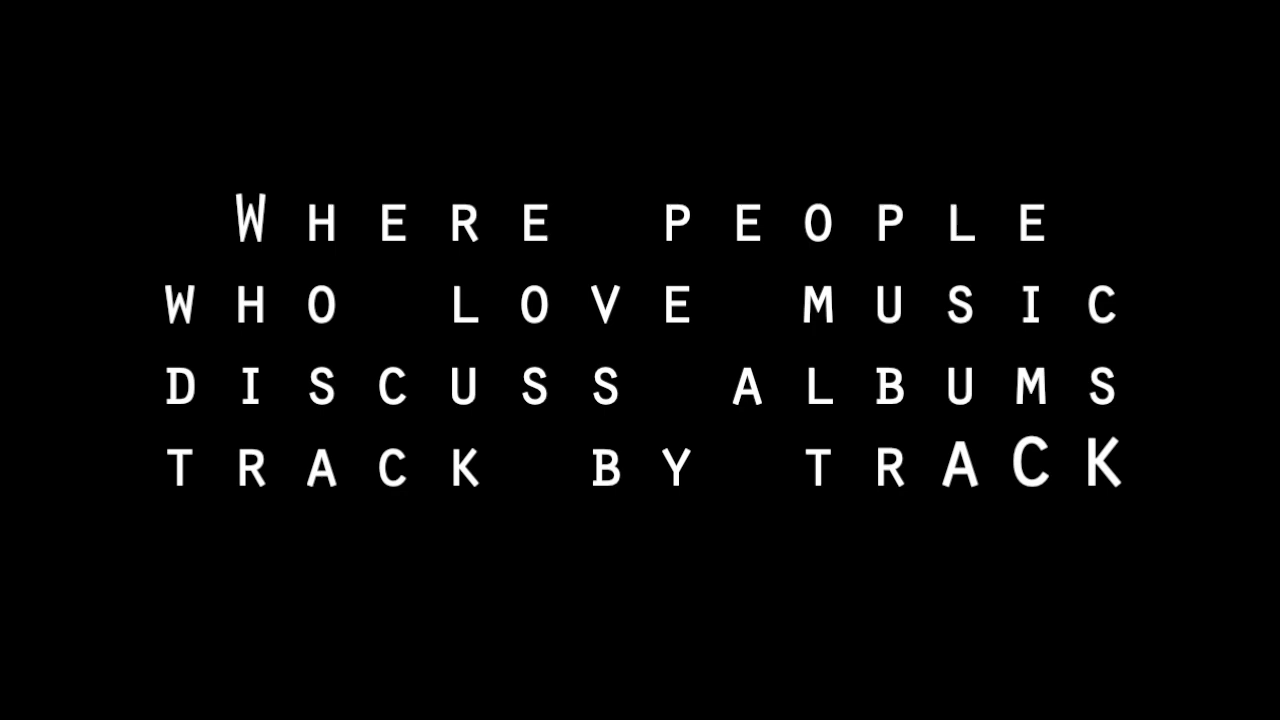 Where people
who love music
discuss albums
track by track